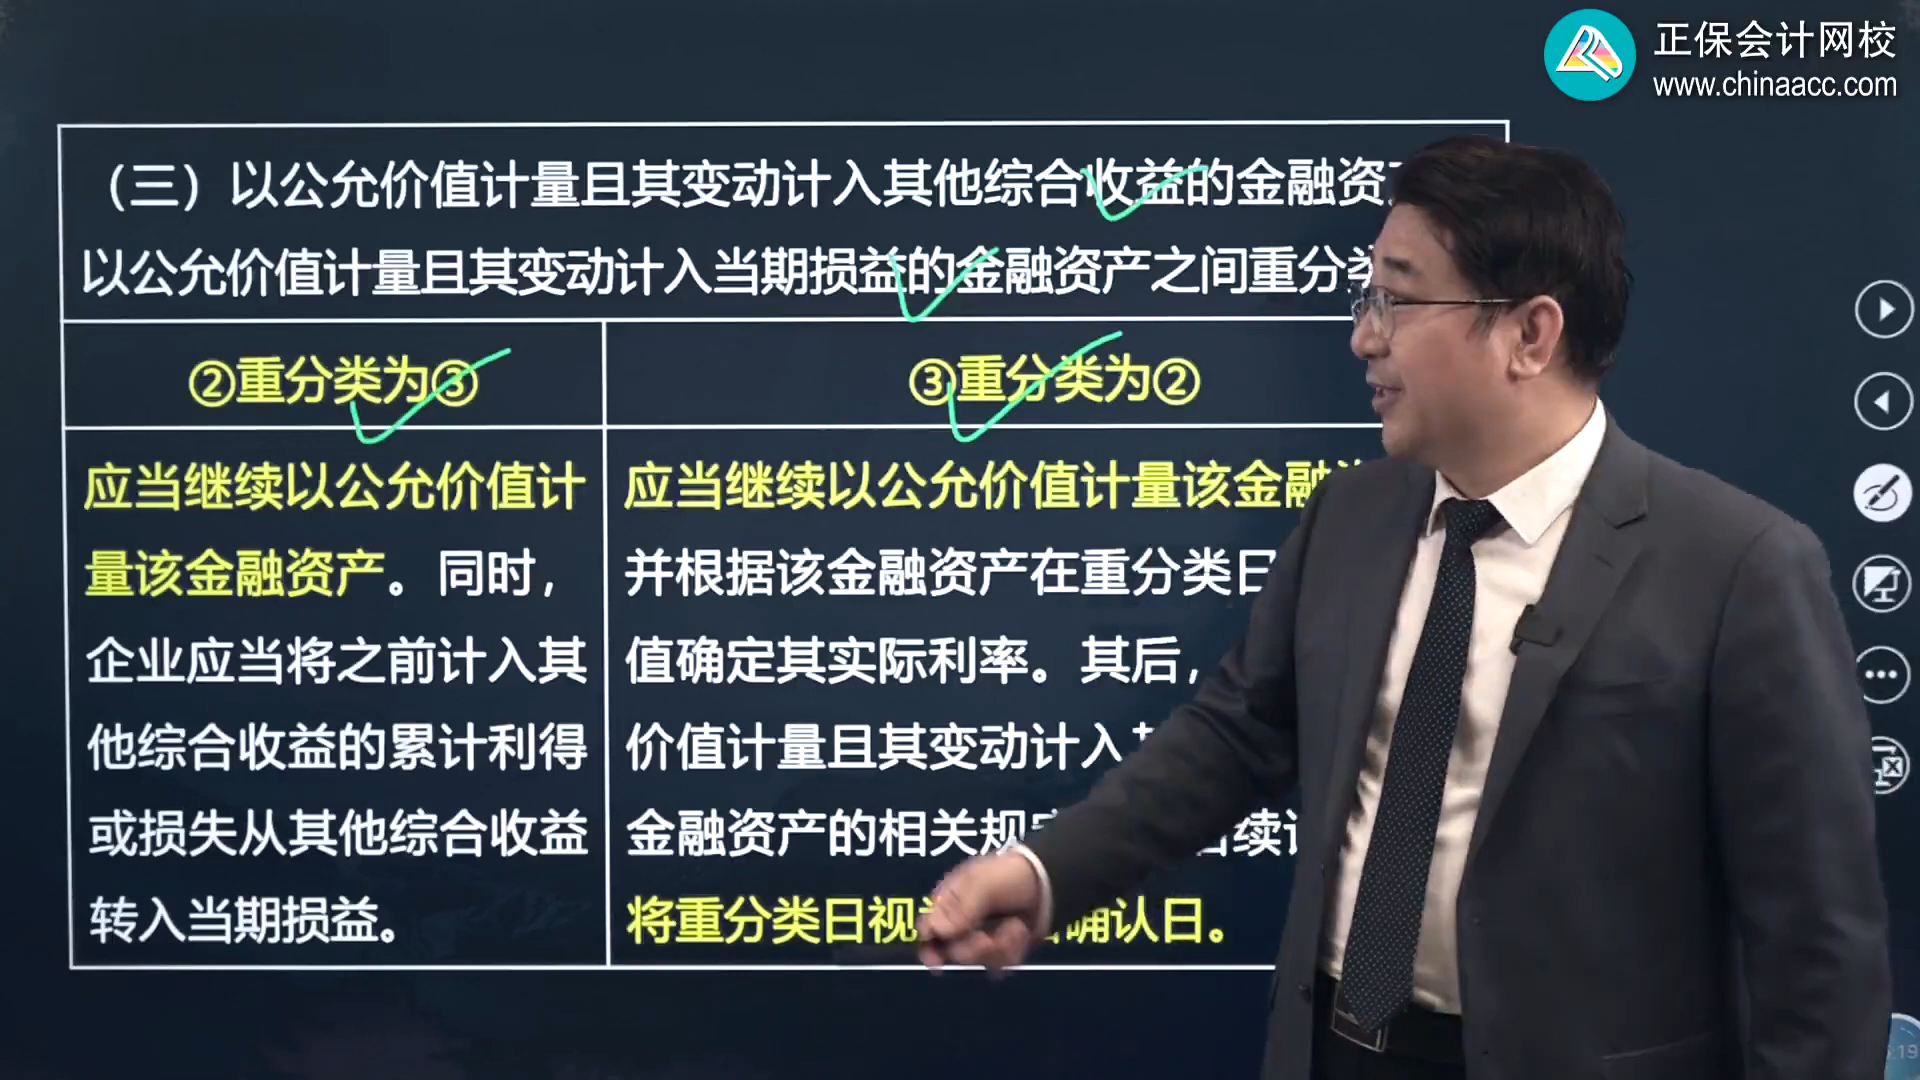 正保会计网校
www.chinaacc.com
（三）以公允价值计量且其变动计入其他综合收益的金融资
以公允价值计量且其变动计入当期损益的金融资产之间重分类
②重分类为③
③重分类为②
应当继续以公允价值计
量该金融资产。同时，
企业应当将之前计入其
他综合收益的累计利得
或损失从其他综合收益
转入当期损益。
应当继续以公允价值计量该金融
并根据该金融资产在重分类日
值确定其实际利率。其后，
价值计量且其变动计入
金融资产的相关规 续
将重分类日视 确认日。
:19